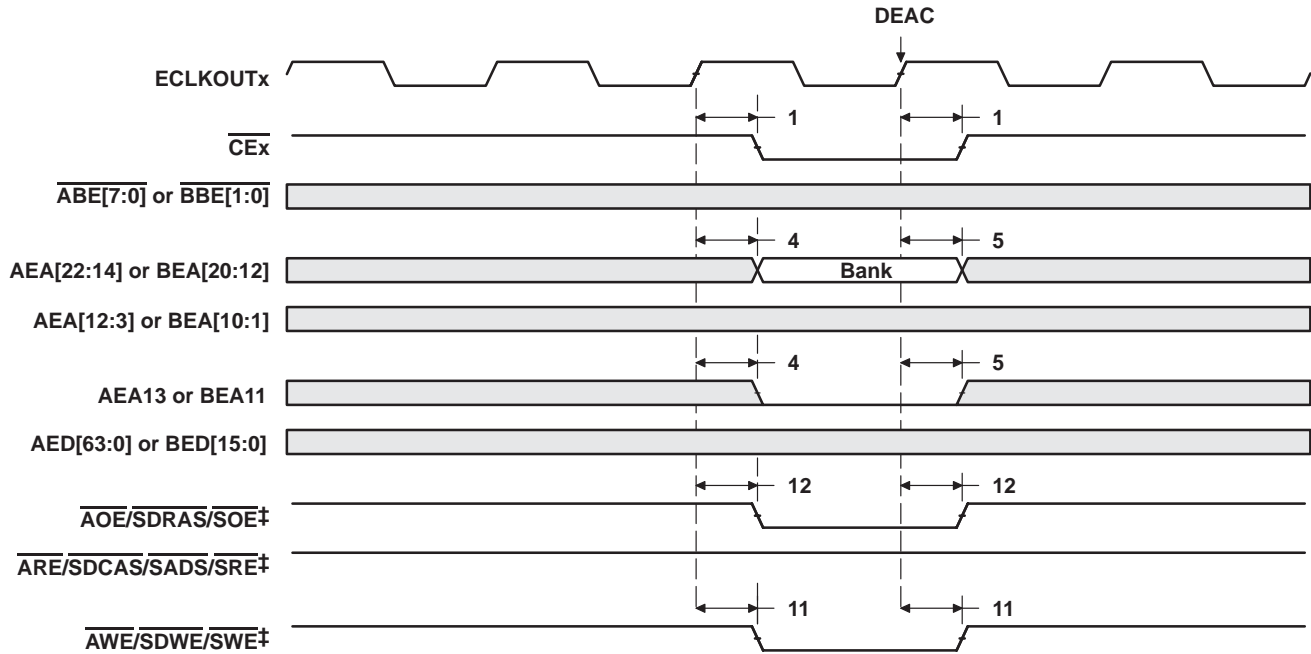 DEAC
ECLKOUTx
1 1
CEx
ABE[7:0] or BBE[1:0]
4 5
AEA[22:14] or BEA[20:12] Bank
AEA[12:3] or BEA[10:1]
4 5
AEA13 or BEA11
AED[63:0] or BED[15:0]
12 12
AOE/SDRAS/SOE‡
ARE/SDCAS/SADS/SRE‡
11 11
AWE/SDWE/SWE‡